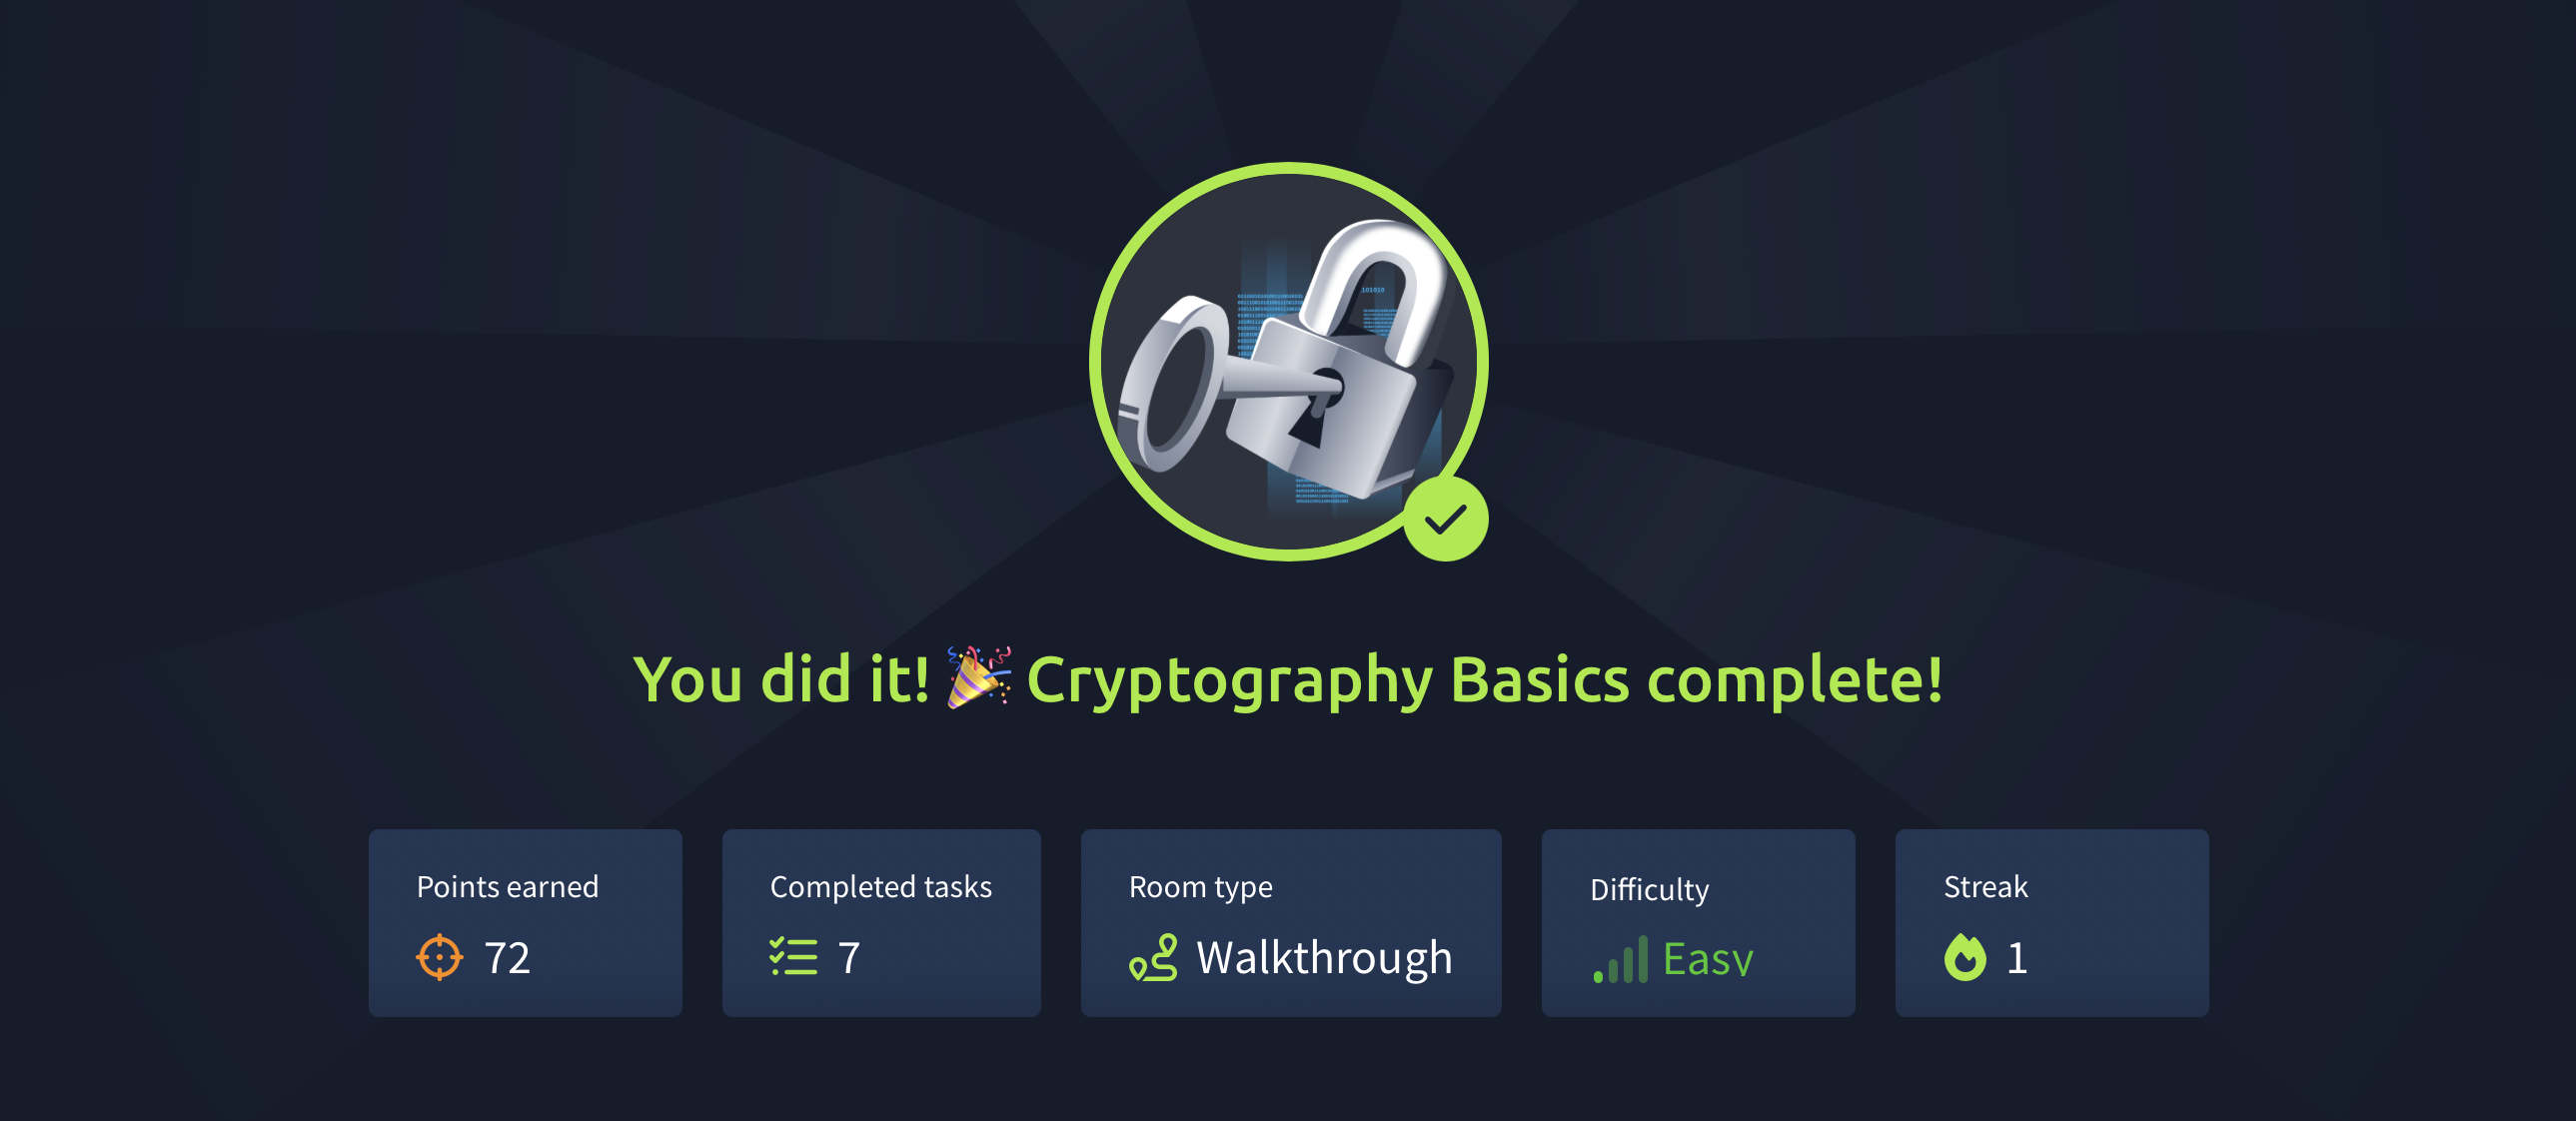 You did it! 🎉 Cryptography Basics complete!
Points earned
72
Completed tasks
7
Room type
Walkthrough
Difficulty
Easy
Streak
1